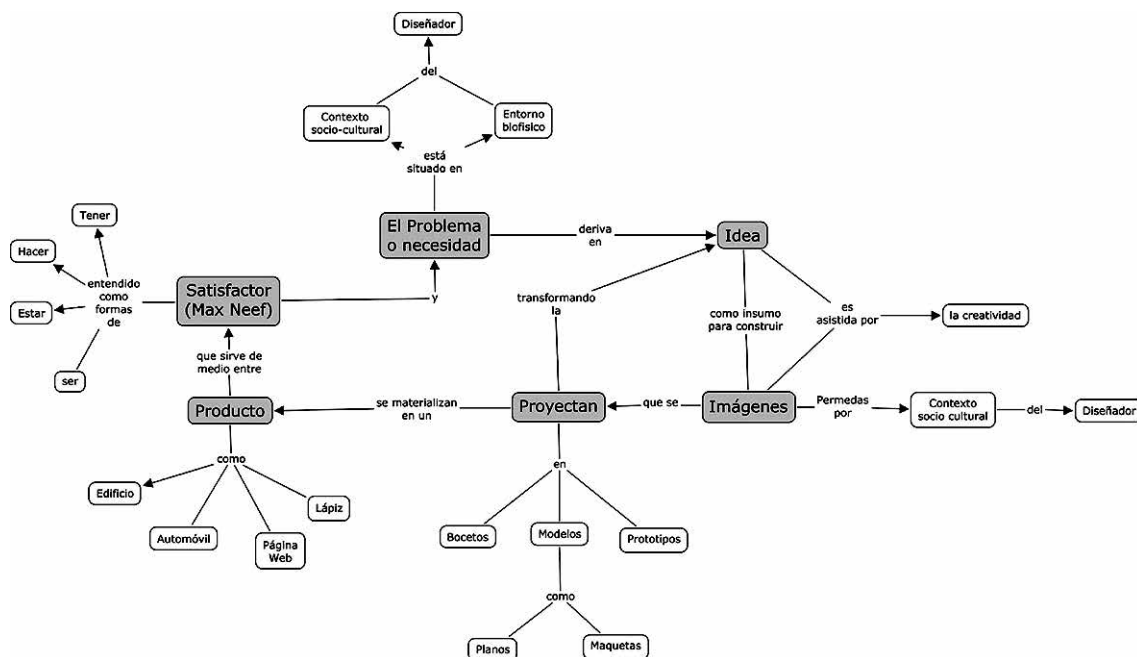 Diseñador
del
Contexto
socio-cultural
Entorno
biofisico
está
situado en
El Problema
o necesidad
deriva
en
Idea
Tener
Hacer
Estar
ser
entendido
como
formas
de
Satisfactor
(Max Neef)
y
transformando
la
como insumo
para construir
es
asistida por
la creatividad
que sirve de
medio entre
Producto
se materializan
en un
Proyectan
que se
Imágenes
Permedas
por
Contexto
socio cultural
del
Diseñador
como
Edificio
Automóvil
Página
Web
Lápiz
en
Bocetos
Modelos
Prototipos
como
Planos
Maquetas